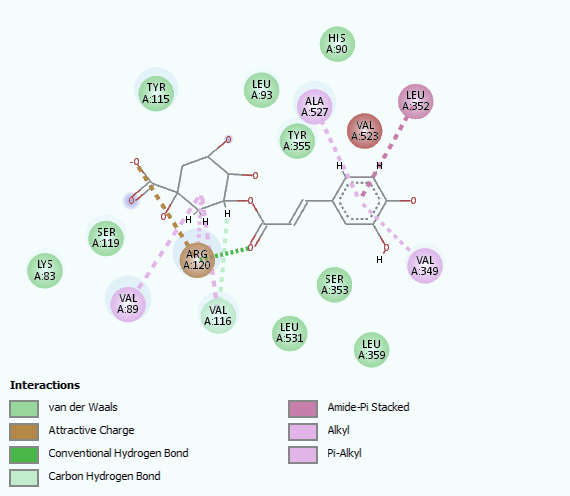 HIS
A:90
TYR
A:115
LEU
A:93
ALA
A:527
LEU
A:352
VAL
A:523
TYR
A:355
H
H
-O
O
O
O
O
O
O
O
H
H
H
O
O
H
SER
A:119
ARG
A:120
LYS
A:83
VAL
A:89
VAL
A:116
SER
A:353
VAL
A:349
LEU
A:531
LEU
A:359
Interactions
van der Waals
Attractive Charge
Conventional Hydrogen Bond
Carbon Hydrogen Bond
Amide-Pi Stacked
Alkyl
Pi-Alkyl